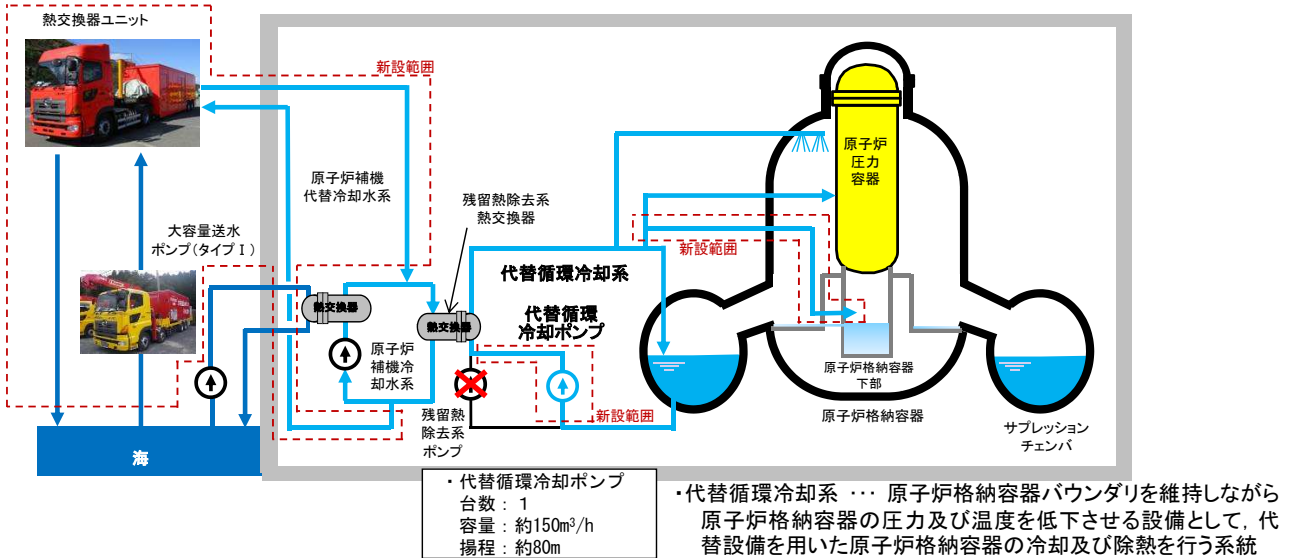 熱交換器ユニット
新設範囲
原子炉補機
代替冷却水系
残留熱除去系
熱交換器
大容量送水
ポンプ(タイプⅠ)
原子炉
圧力
容器
新設範囲
代替循環冷却系
代替循環
冷却ポンプ
熱交換器
熱交換器
原子炉
補機冷
却水系
残留熱
除去系
ポンプ
新設範囲
原子炉格納容器
下部
原子炉格納容器
サプレッション
チェンバ
海
・代替循環冷却ポンプ
台数：1
容量：約150m³/h
揚程：約80m
・代替循環冷却系 … 原子炉格納容器バウンダリを維持しながら
原子炉格納容器の圧力及び温度を低下させる設備として，代
替設備を用いた原子炉格納容器の冷却及び除熱を行う系統